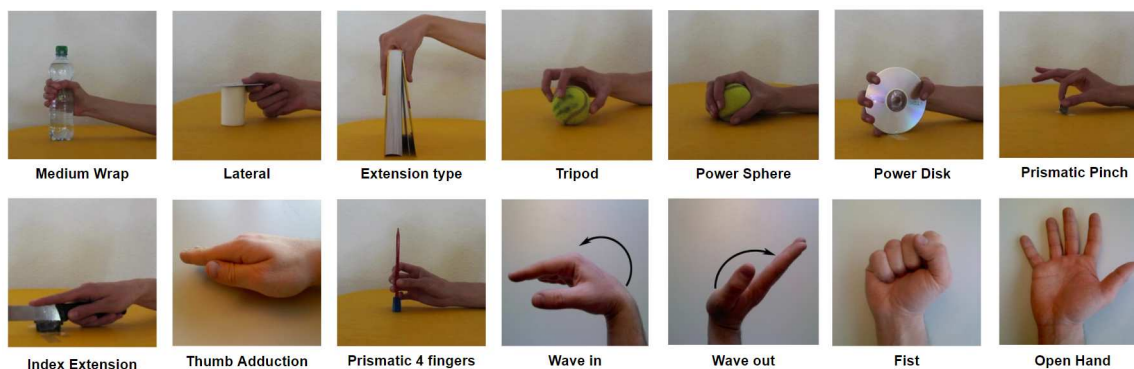 Medium Wrap
Lateral
Extension type
Tripod
Power Sphere
Power Disk
Prismatic Pinch
Index Extension
Thumb Adduction
Prismatic 4 fingers
Wave in
Wave out
Fist
Open Hand